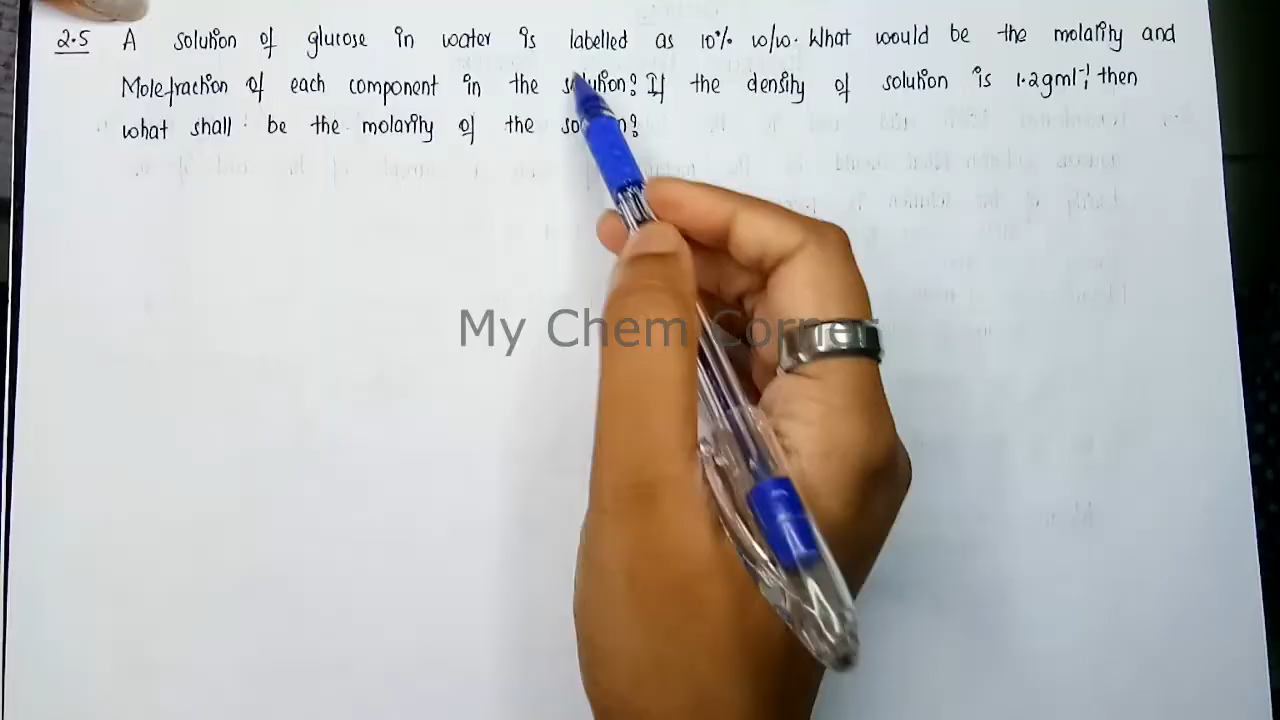 2.5 A solution of glucose in water is labelled as 10% w/w. What would be the molality and
Molefraction of each component in the solution? If the density of solution is 1.2gml⁻¹, then
what shall be the molarity of the
My Chem Corner